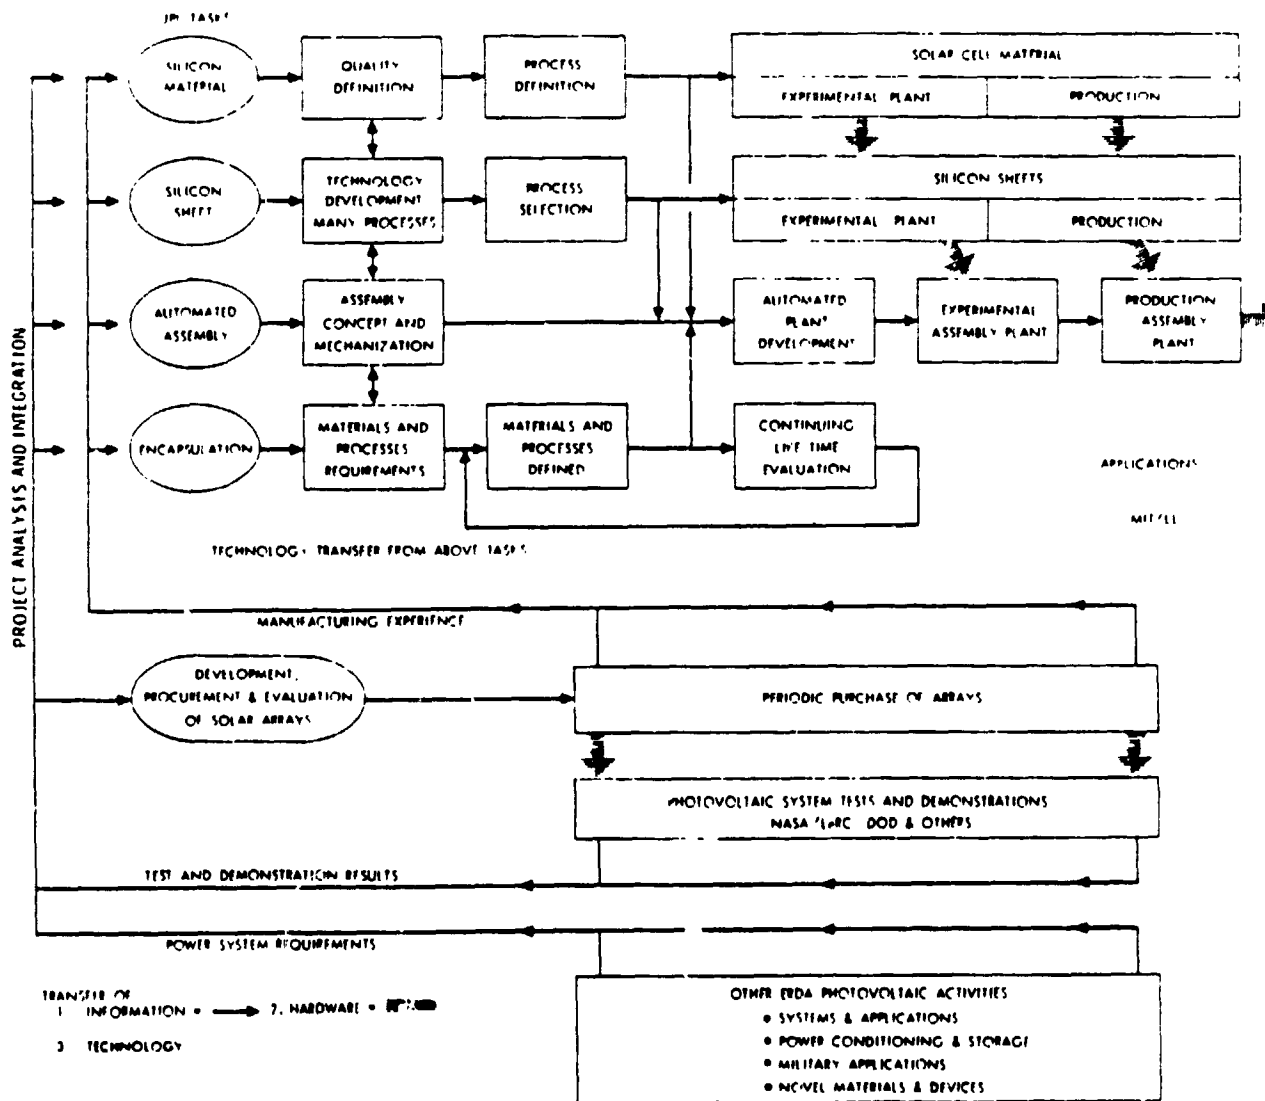 JPL TASKS
SILICON
MATERIAL
QUALITY
DEFINITION
PROCESS
DEFINITION
SOLAR CELL MATERIAL
EXPERIMENTAL PLANT
PRODUCTION
SILICON
SHEET
TECHNOLOGY
DEVELOPMENT
MANY PROCESSES
PROCESS
SELECTION
SILICON SHEETS
EXPERIMENTAL PLANT
PRODUCTION
AUTOMATED
ASSEMBLY
ASSEMBLY
CONCEPT AND
MECHANIZATION
AUTOMATED
PLANT
DEVELOPMENT
EXPERIMENTAL
ASSEMBLY PLANT
PRODUCTION
ASSEMBLY
PLANT
ENCAPSULATION
MATERIALS AND
PROCESSES
REQUIREMENTS
MATERIALS AND
PROCESSES
DEFINED
CONTINUING
LIFE TIME
EVALUATION
APPLICATIONS
PROJECT ANALYSIS AND INTEGRATION
TECHNOLOGY TRANSFER FROM ABOVE TASKS
MANUFACTURING EXPERIENCE
DEVELOPMENT,
PROCUREMENT & EVALUATION
OF SOLAR ARRAYS
PERIODIC PURCHASE OF ARRAYS
PHOTOVOLTAIC SYSTEM TESTS AND DEMONSTRATIONS
NASA LeRC DOD & OTHERS
TEST AND DEMONSTRATION RESULTS
POWER SYSTEM REQUIREMENTS
TRANSFER OF
1 INFORMATION = 2. HARDWARE =
3 TECHNOLOGY
OTHER ERDA PHOTOVOLTAIC ACTIVITIES
• SYSTEMS & APPLICATIONS
• POWER CONDITIONING & STORAGE
• MILITARY APPLICATIONS
• NOVEL MATERIALS & DEVICES